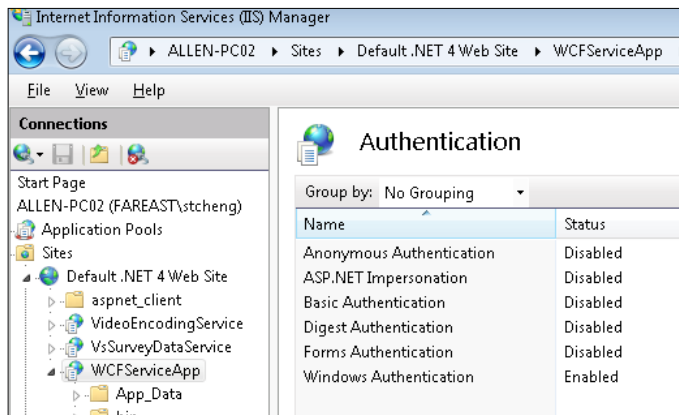 Internet Information Services (IIS) Manager
ALLEN-PC02 Sites Default .NET 4 Web Site WCFServiceApp
File View Help
Connections
Start Page
ALLEN-PC02 (FAREAST\stcheng)
Application Pools
Sites
Default .NET 4 Web Site
aspnet_client
VideoEncodingService
VsSurveyDataService
WCFServiceApp
App_Data
Authentication
Group by: No Grouping
Name Status
Anonymous Authentication Disabled
ASP.NET Impersonation Disabled
Basic Authentication Disabled
Digest Authentication Disabled
Forms Authentication Disabled
Windows Authentication Enabled